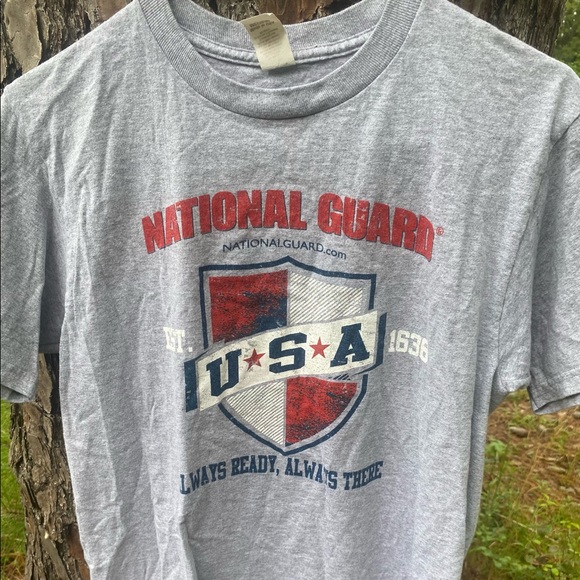 NATIONAL GUARD®
NATIONALGUARD.com
EST. 1636
U★S★A
ALWAYS READY, ALWAYS THERE